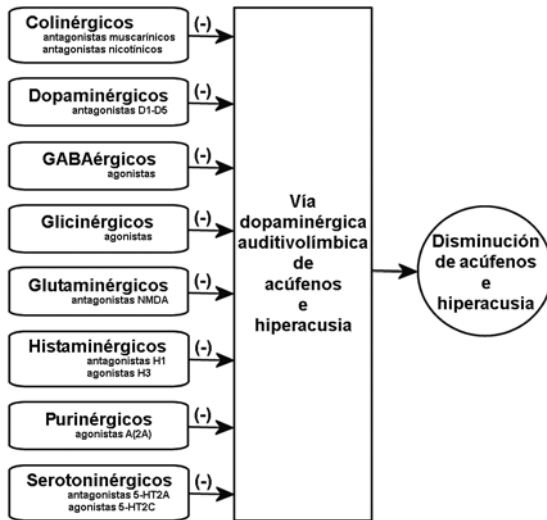 Colinérgicos
antagonistas muscarínicos
antagonistas nicotínicos
(-)
Dopaminérgicos
antagonistas D1-D5
(-)
GABAérgicos
agonistas
(-)
Glicinérgicos
agonistas
(-)
Glutaminérgicos
antagonistas NMDA
(-)
Histaminérgicos
antagonistas H1
agonistas H3
(-)
Purinérgicos
agonistas A(2A)
(-)
Serotoninérgicos
antagonistas 5-HT2A
agonistas 5-HT2C
(-)
Vía
dopaminérgica
auditivolímbica
de
acúfenos
e
hiperacusia
Disminución
de acúfenos
e
hiperacusia